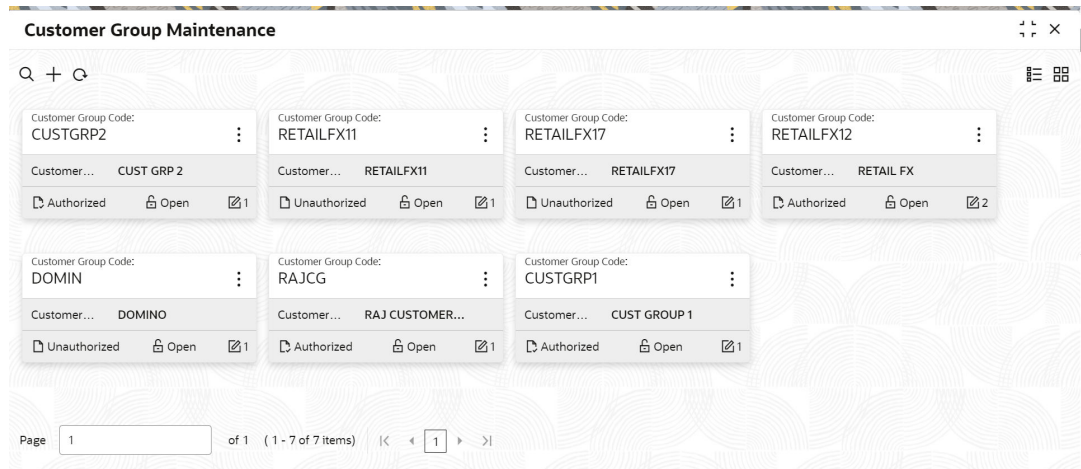 Customer Group Maintenance
Customer Group Code:
CUSTGRP2
Customer... CUST GRP 2
Authorized Open 1
Customer Group Code:
RETAILFX11
Customer... RETAILFX11
Unauthorized Open 1
Customer Group Code:
RETAILFX17
Customer... RETAILFX17
Unauthorized Open 1
Customer Group Code:
RETAILFX12
Customer... RETAIL FX
Authorized Open 2
Customer Group Code:
DOMIN
Customer... DOMINO
Unauthorized Open 1
Customer Group Code:
RAJCG
Customer... RAJ CUSTOMER...
Authorized Open 1
Customer Group Code:
CUSTGRP1
Customer... CUST GROUP 1
Authorized Open 1
Page 1 of 1 ( 1 - 7 of 7 items) 1